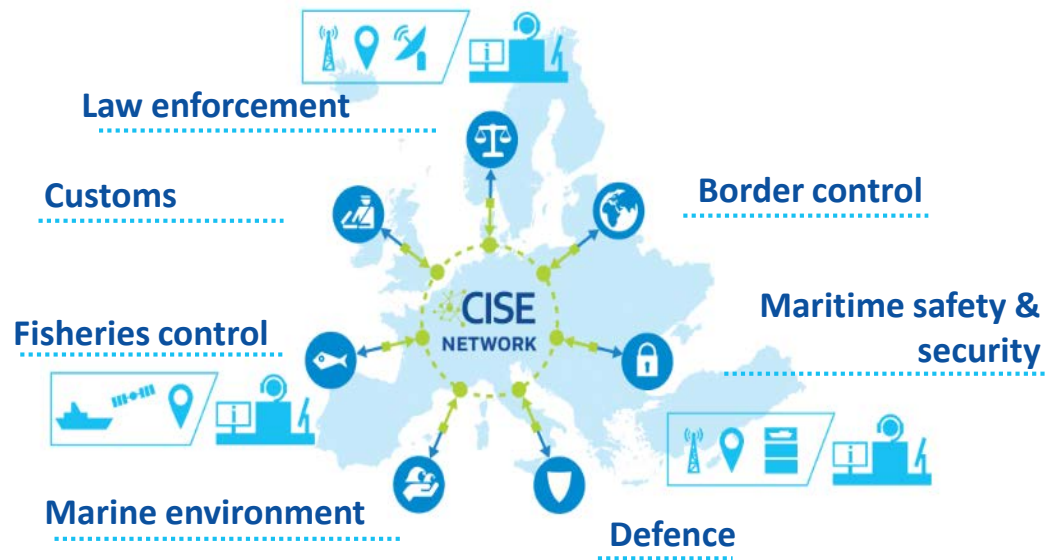 Law enforcement
Customs
Border control
CISE
NETWORK
Maritime safety &
security
Fisheries control
Marine environment
Defence